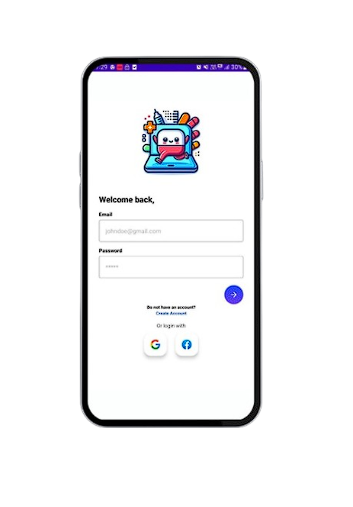 :29
30%
Welcome back,
Email
johndoe@gmail.com
Password
•••••
Do not have an account?
Create Account
Or login with
G
f